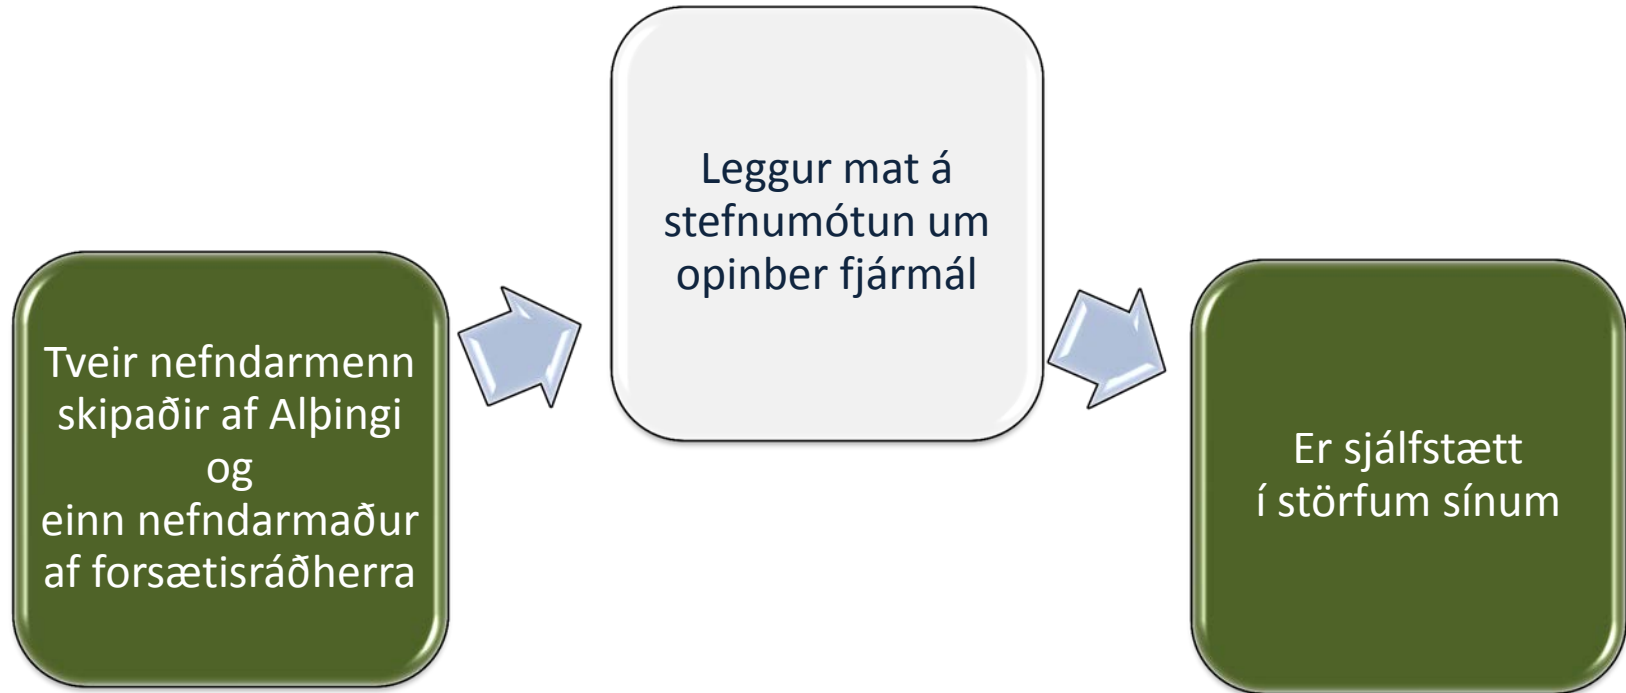 Tveir nefndarmenn
skipaðir af Alþingi
og
einn nefndarmaður
af forsætisráðherra
Leggur mat á
stefnumótun um
opinber fjármál
Er sjálfstætt
í störfum sínum